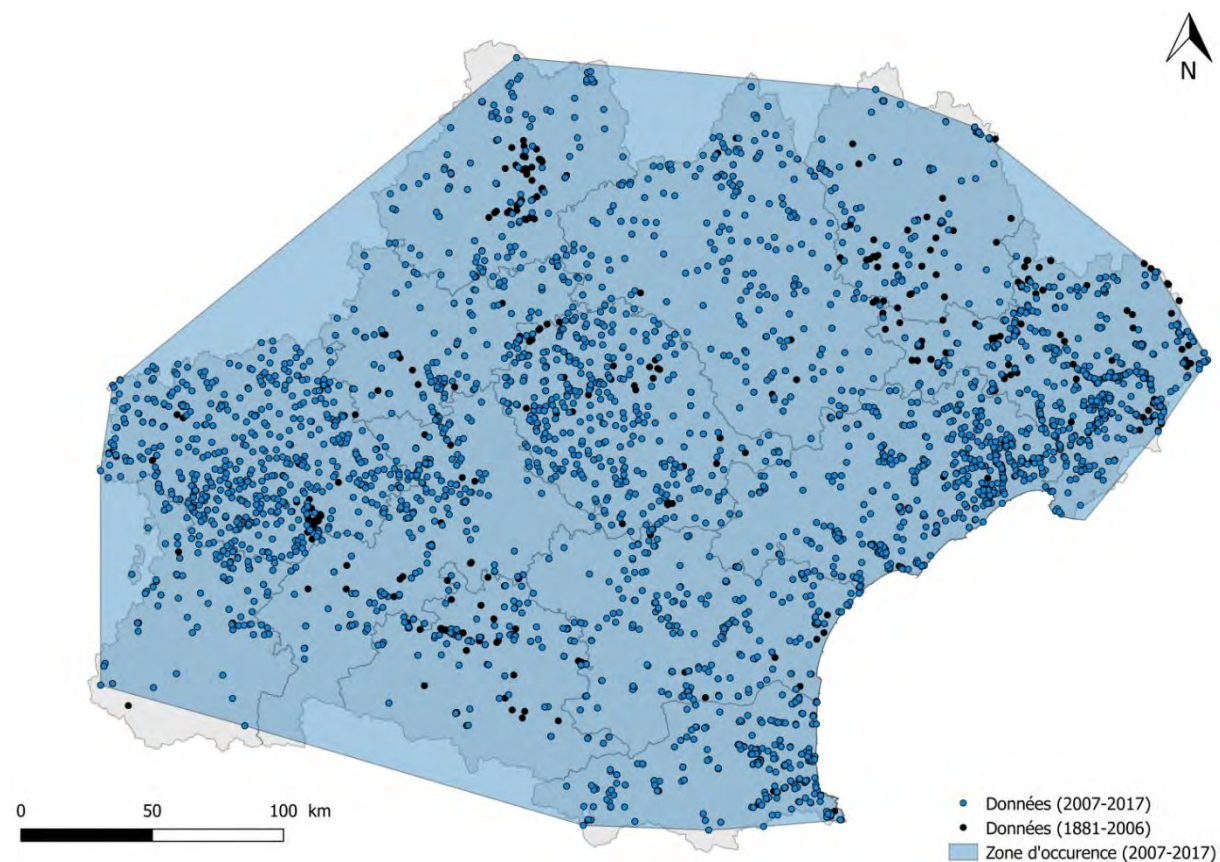 N
0 50 100 km
Données (2007-2017)
Données (1881-2006)
Zone d'occurence (2007-2017)